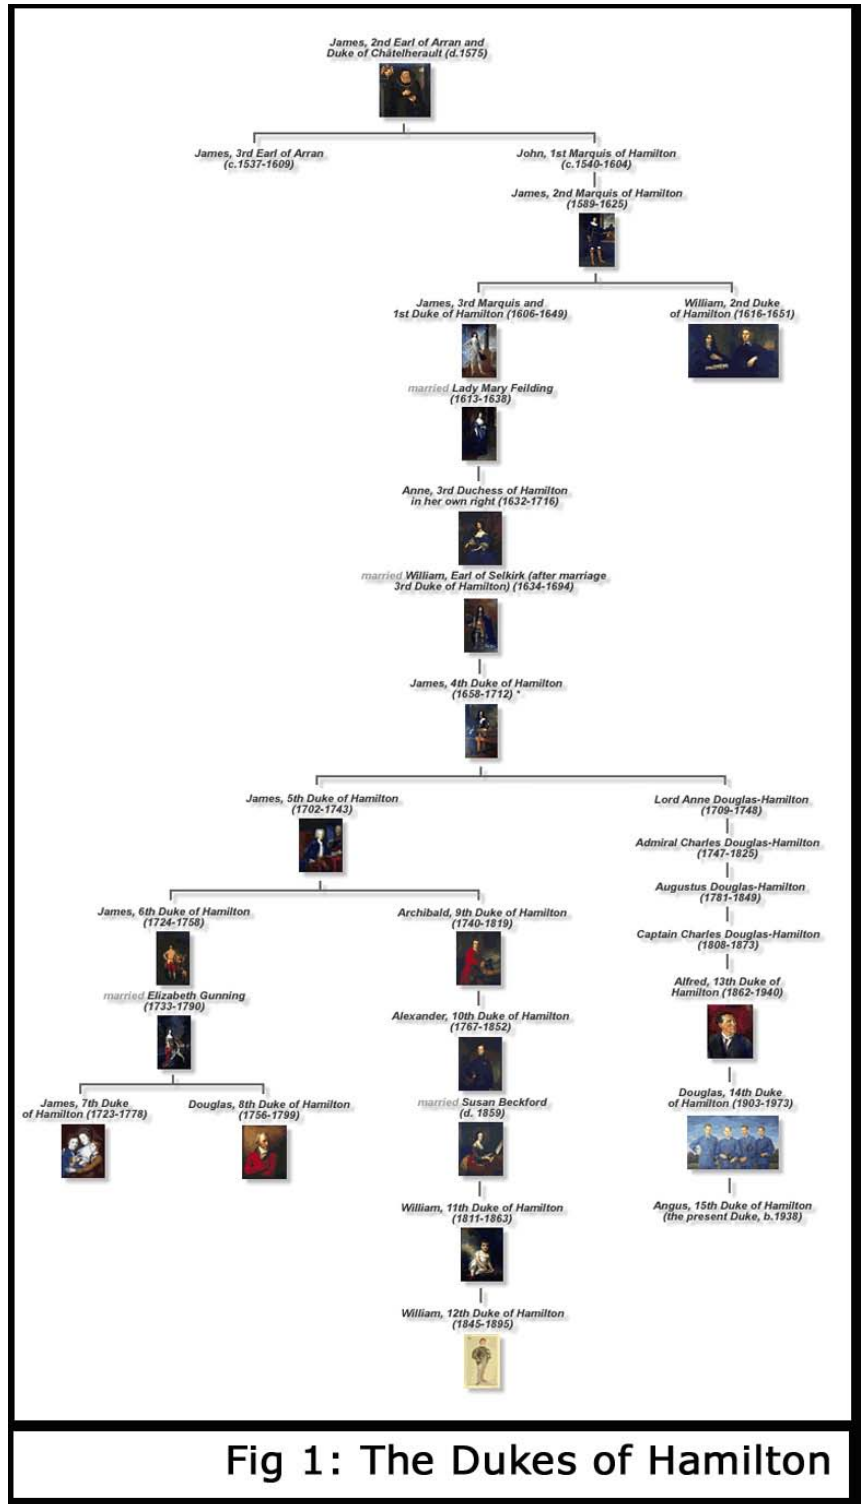 James, 2nd Earl of Arran and
Duke of Châtelherault (d.1575)
James, 3rd Earl of Arran
(c.1537-1609)
John, 1st Marquis of Hamilton
(c.1540-1604)
James, 2nd Marquis of Hamilton
(1589-1625)
James, 3rd Marquis and
1st Duke of Hamilton (1606-1649)
William, 2nd Duke
of Hamilton (1616-1651)
married Lady Mary Feilding
(1613-1638)
Anne, 3rd Duchess of Hamilton
in her own right (1632-1716)
married William, Earl of Selkirk (after marriage
3rd Duke of Hamilton) (1634-1694)
James, 4th Duke of Hamilton
(1658-1712) *
James, 5th Duke of Hamilton
(1702-1743)
Lord Anne Douglas-Hamilton
(1709-1748)
Admiral Charles Douglas-Hamilton
(1747-1825)
Augustus Douglas-Hamilton
(1781-1849)
Captain Charles Douglas-Hamilton
(1808-1873)
Alfred, 13th Duke of
Hamilton (1862-1940)
Douglas, 14th Duke
of Hamilton (1903-1973)
Angus, 15th Duke of Hamilton
(the present Duke, b.1938)
James, 6th Duke of Hamilton
(1724-1758)
married Elizabeth Gunning
(1733-1790)
James, 7th Duke
of Hamilton (1723-1778)
Douglas, 8th Duke of Hamilton
(1756-1799)
Archibald, 9th Duke of Hamilton
(1740-1819)
Alexander, 10th Duke of Hamilton
(1767-1852)
married Susan Beckford
(d. 1859)
William, 11th Duke of Hamilton
(1811-1863)
William, 12th Duke of Hamilton
(1845-1895)
Fig 1: The Dukes of Hamilton